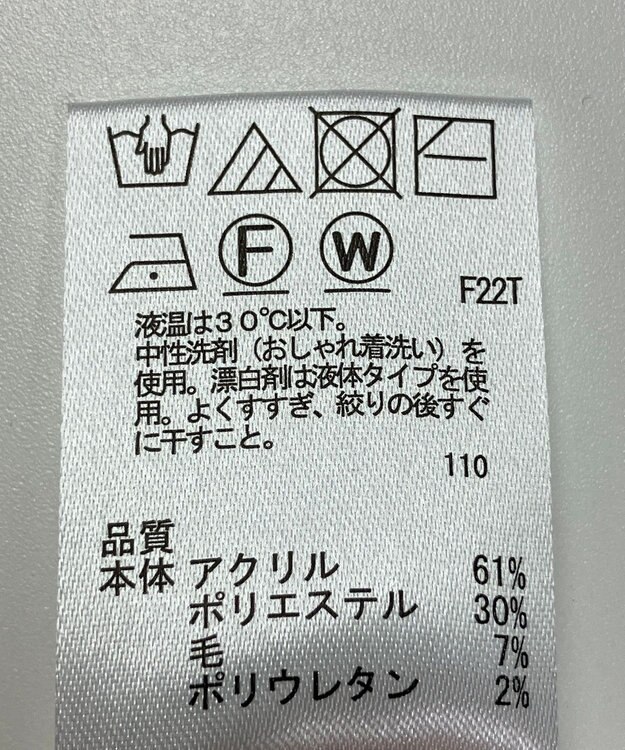 F W
F22T
液温は30℃以下。
中性洗剤（おしゃれ着洗い）を
使用。漂白剤は液体タイプを使
用。よくすすぎ、絞りの後すぐ
に干すこと。
110
品質
本体 アクリル 61%
ポリエステル 30%
毛 7%
ポリウレタン 2%